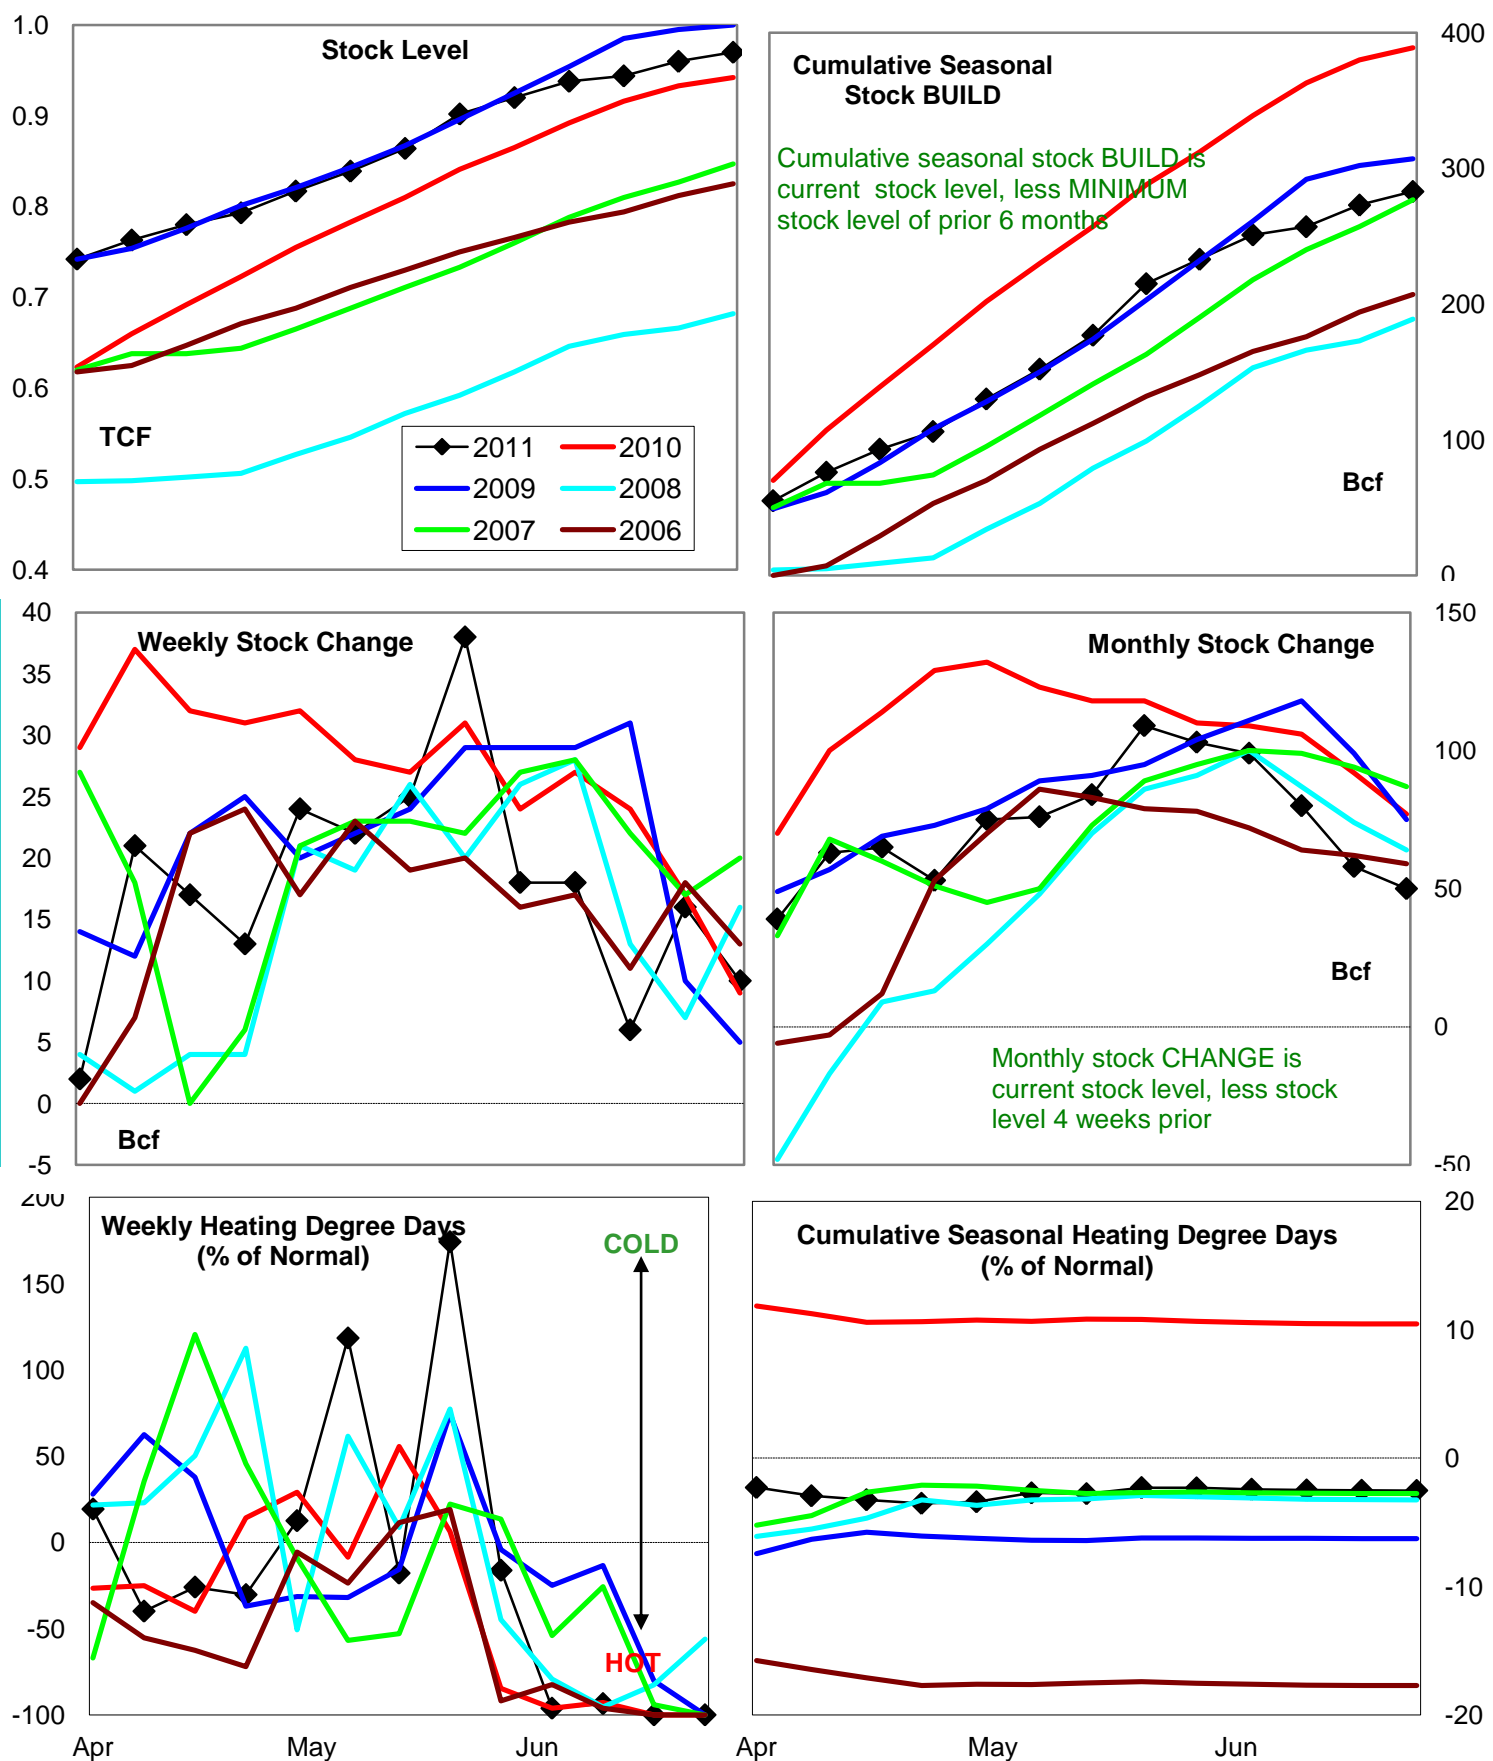 Stock Level
1.0
0.9
0.8
0.7
0.6
0.5
0.4
TCF
2011
2010
2009
2008
2007
2006
Cumulative Seasonal
Stock BUILD
Cumulative seasonal stock BUILD is
current stock level, less MINIMUM
stock level of prior 6 months
Bcf
400
300
200
100
0
Weekly Stock Change
40
35
30
25
20
15
10
5
0
-5
Bcf
Monthly Stock Change
150
100
50
0
-50
Bcf
Monthly stock CHANGE is
current stock level, less stock
level 4 weeks prior
Weekly Heating Degree Days
(% of Normal)
200
150
100
50
0
-50
-100
COLD
HOT
Apr
May
Jun
Cumulative Seasonal Heating Degree Days
(% of Normal)
20
10
0
-10
-20
Apr
May
Jun